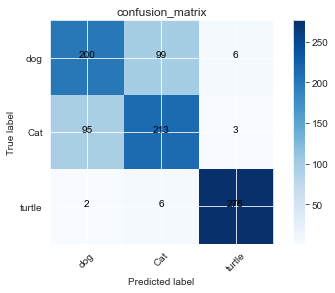 confusion_matrix
dog 200 99 6
Cat 95 213 3
turtle 2 6 278
dog Cat turtle
True label
Predicted label
250
200
150
100
50